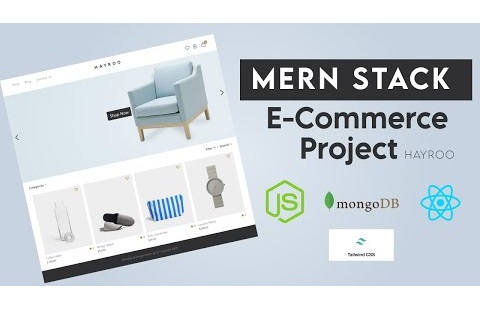 HAYROO
Shop Now
MERN STACK
E-Commerce
Project HAYROO
JS
mongoDB
Tailwind CSS